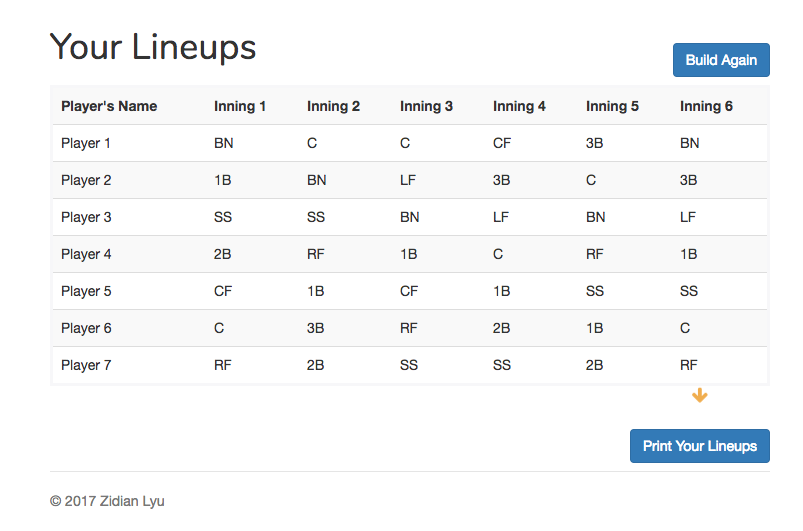 Your Lineups
Build Again
Player's Name Inning 1 Inning 2 Inning 3 Inning 4 Inning 5 Inning 6
Player 1 BN C C CF 3B BN
Player 2 1B BN LF 3B C 3B
Player 3 SS SS BN LF BN LF
Player 4 2B RF 1B C RF 1B
Player 5 CF 1B CF 1B SS SS
Player 6 C 3B RF 2B 1B C
Player 7 RF 2B SS SS 2B RF
Print Your Lineups
© 2017 Zidian Lyu